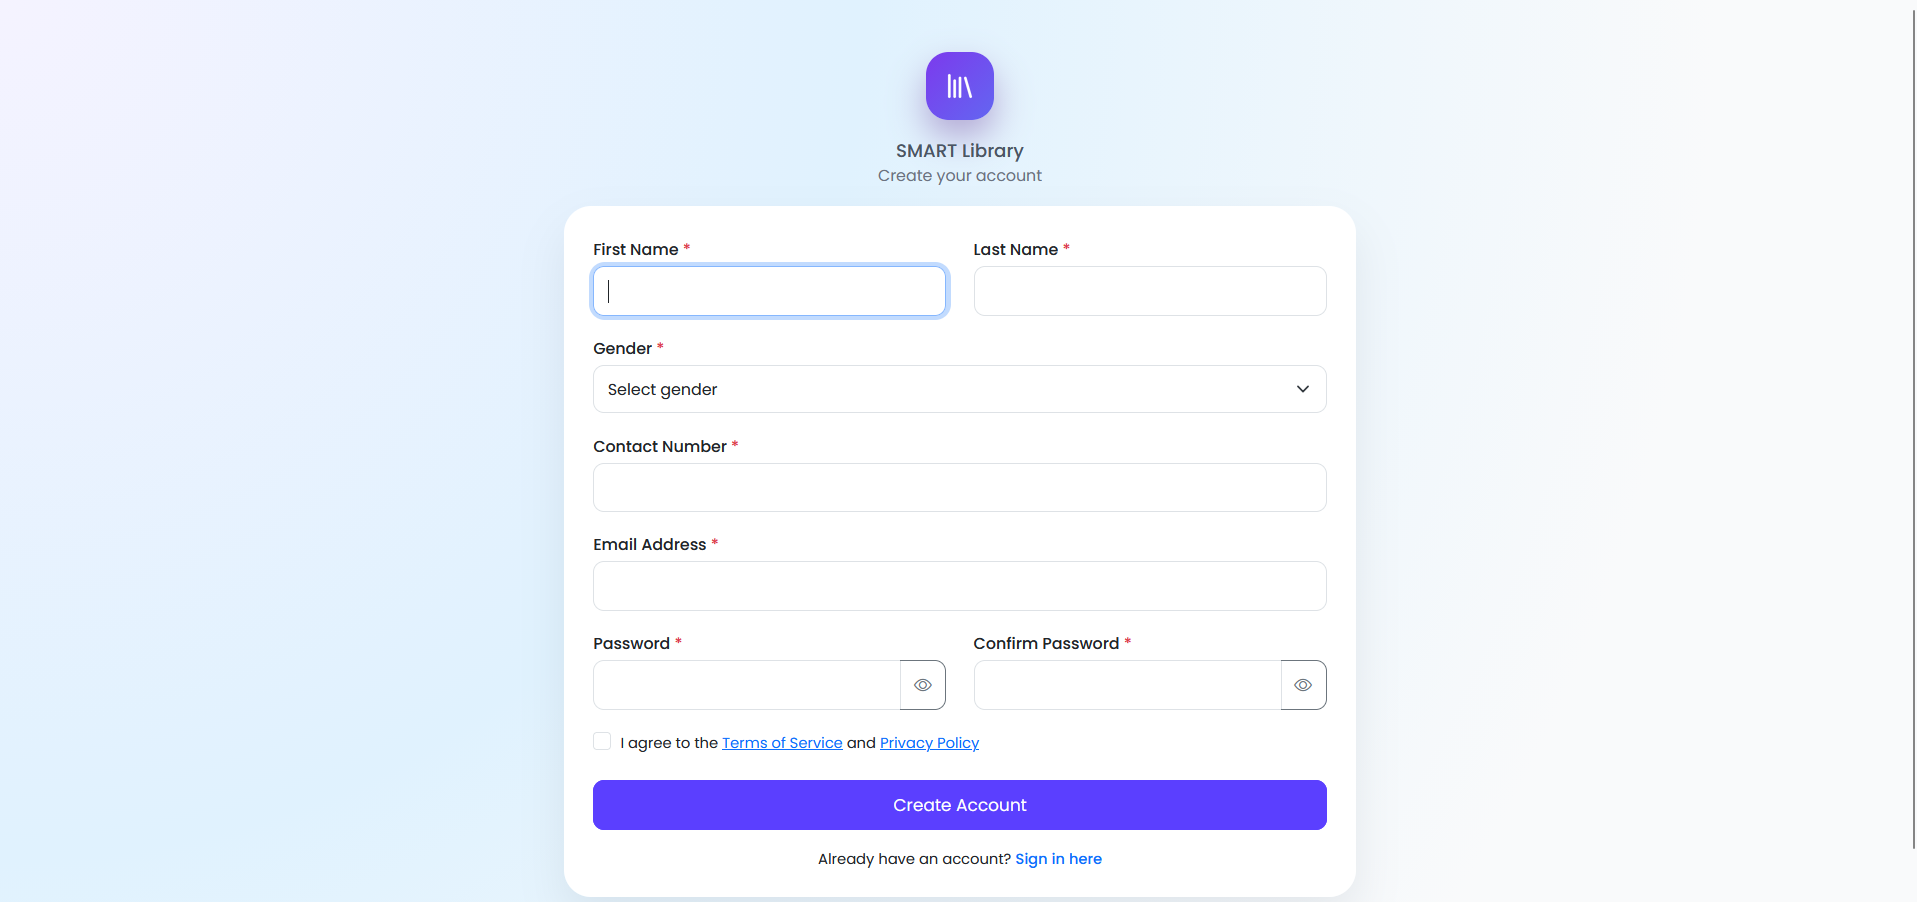 SMART Library
Create your account
First Name *
Last Name *
Gender *
Select gender
Contact Number *
Email Address *
Password *
Confirm Password *
I agree to the Terms of Service and Privacy Policy
Create Account
Already have an account? Sign in here